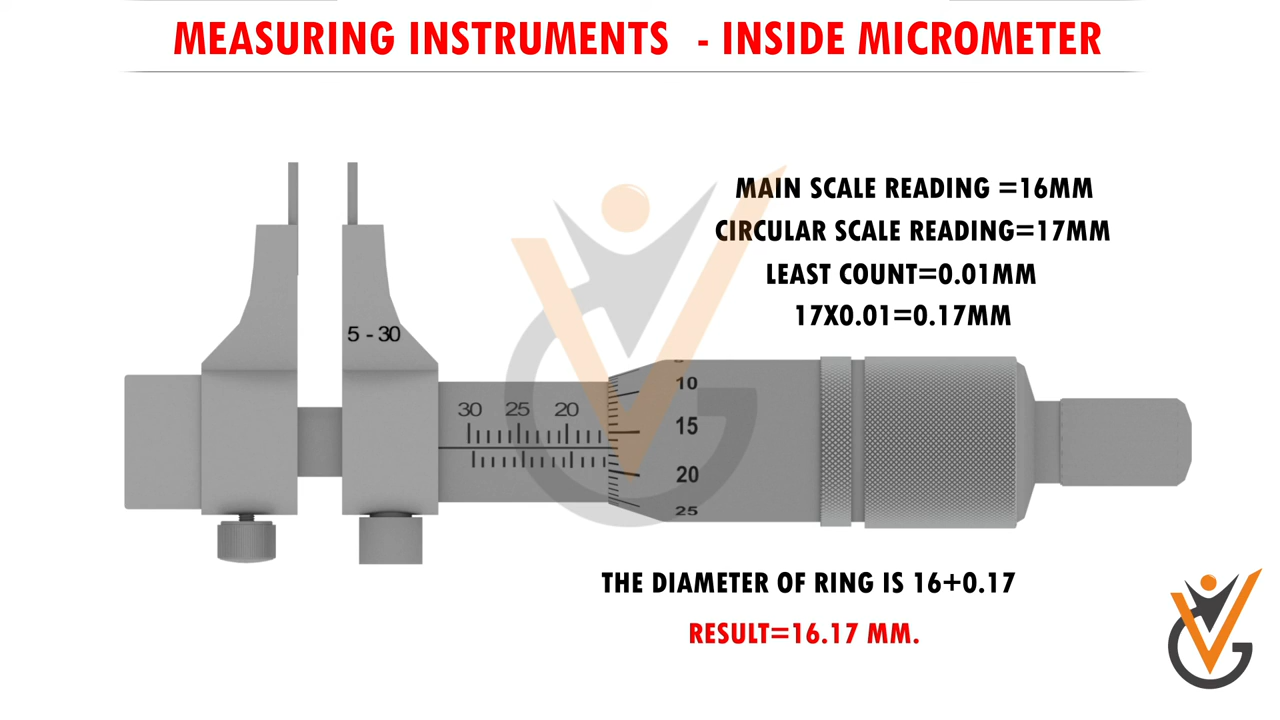 MEASURING INSTRUMENTS - INSIDE MICROMETER
MAIN SCALE READING =16MM
CIRCULAR SCALE READING=17MM
LEAST COUNT=0.01MM
17X0.01=0.17MM
5 - 30
30 25 20
10
15
20
25
THE DIAMETER OF RING IS 16+0.17
RESULT=16.17 MM.